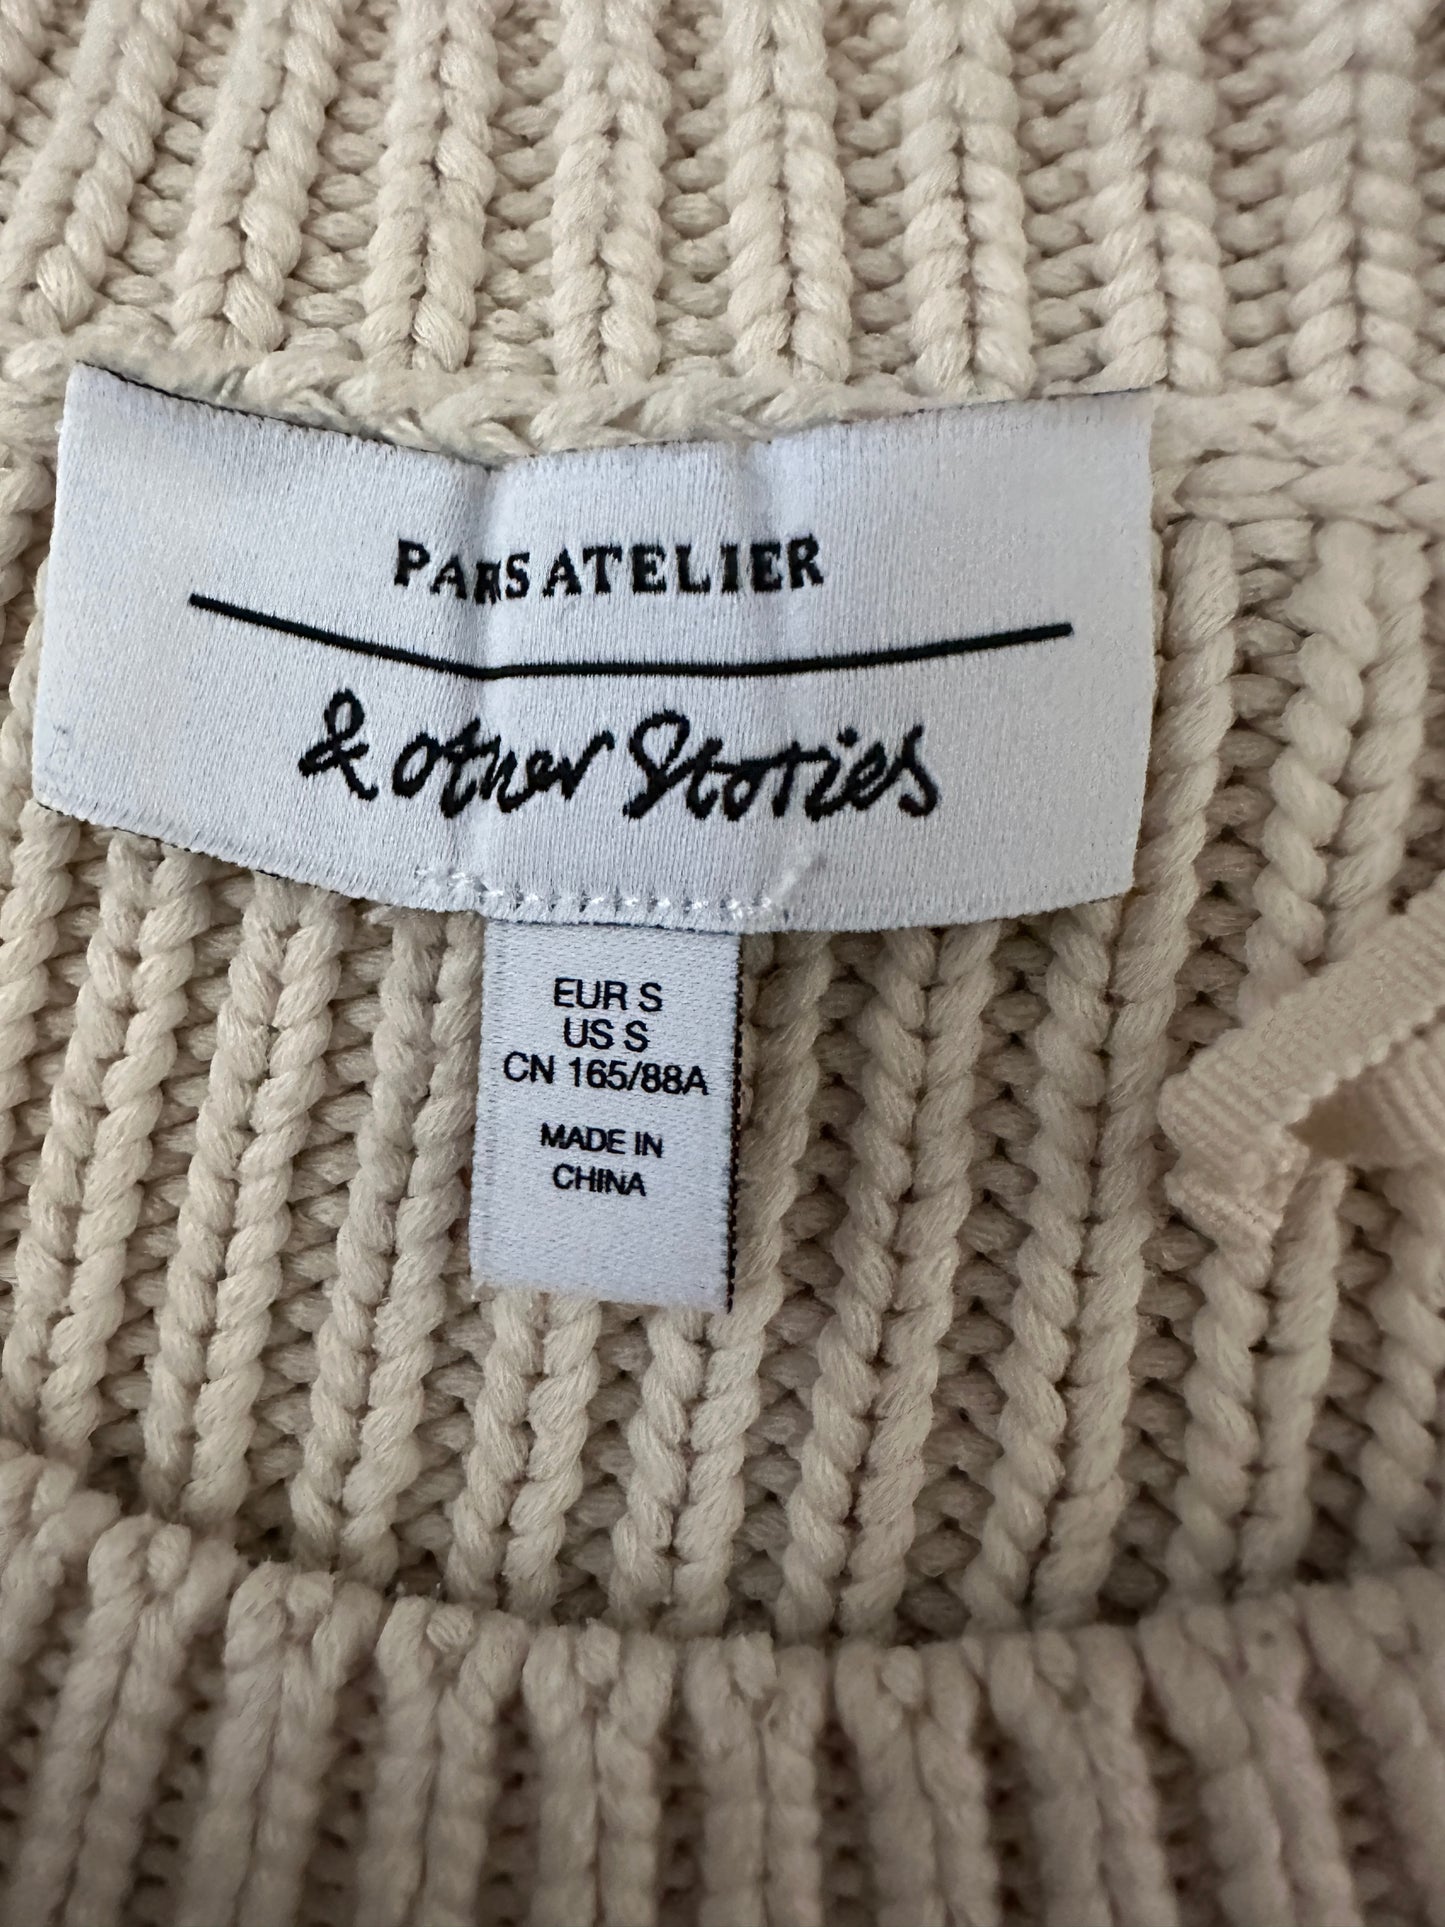 PARIS ATELIER
& other Stories
EUR S
US S
CN 165/88A
MADE IN
CHINA